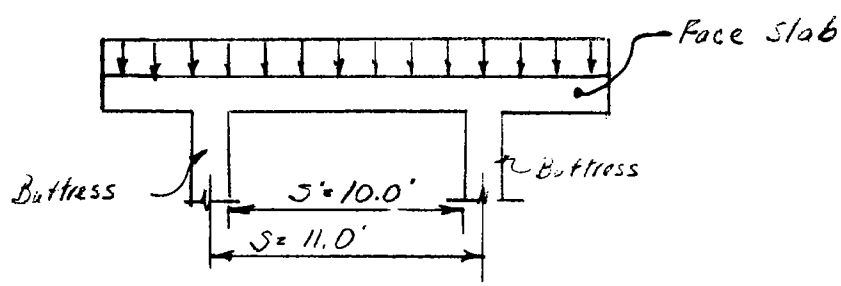 Face Slab
Buttress
Buttress
S'= 10.0'
S= 11.0'